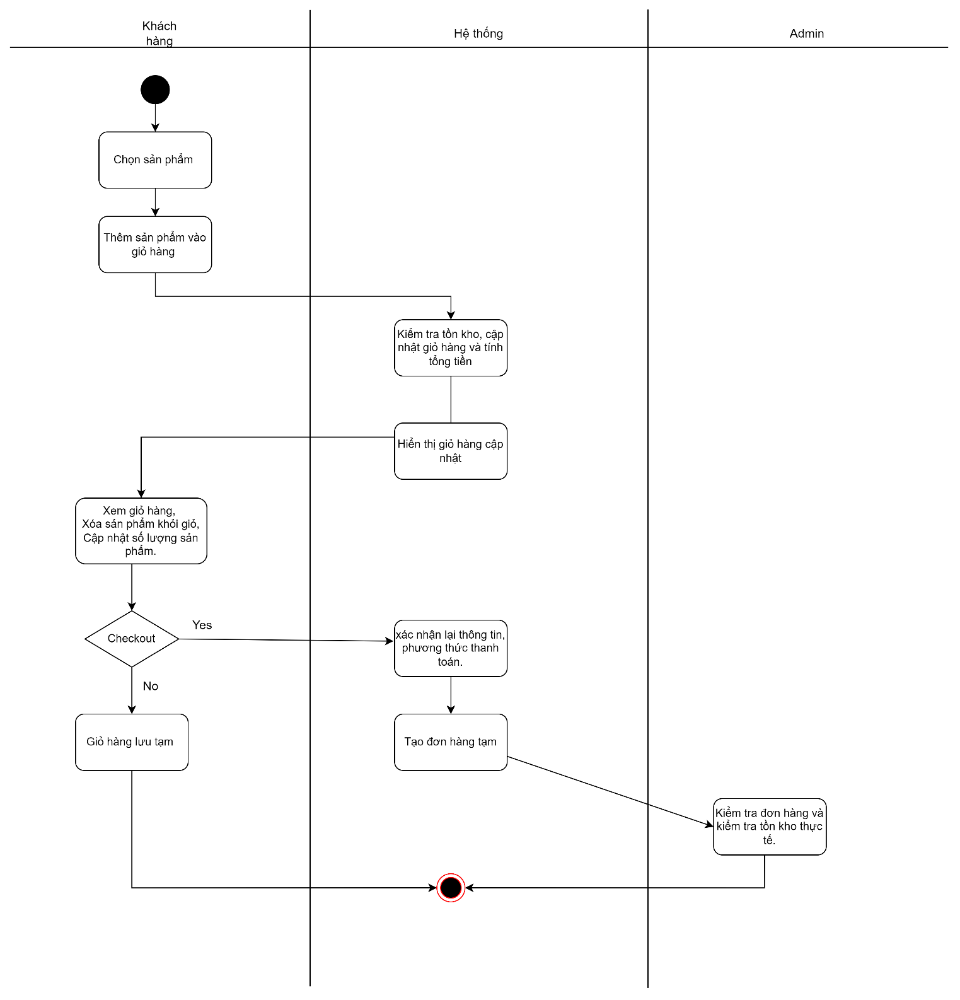 Khách
hàng
Hệ thống
Admin
Chọn sản phẩm
Thêm sản phẩm vào
giỏ hàng
Kiểm tra tồn kho, cập
nhật giỏ hàng và tính
tổng tiền
Hiển thị giỏ hàng cập
nhật
Xem giỏ hàng,
Xóa sản phẩm khỏi giỏ,
Cập nhật số lượng sản
phẩm.
Checkout
Yes
xác nhận lại thông tin,
phương thức thanh
toán.
No
Giỏ hàng lưu tạm
Tạo đơn hàng tạm
Kiểm tra đơn hàng và
kiểm tra tồn kho thực
tế.